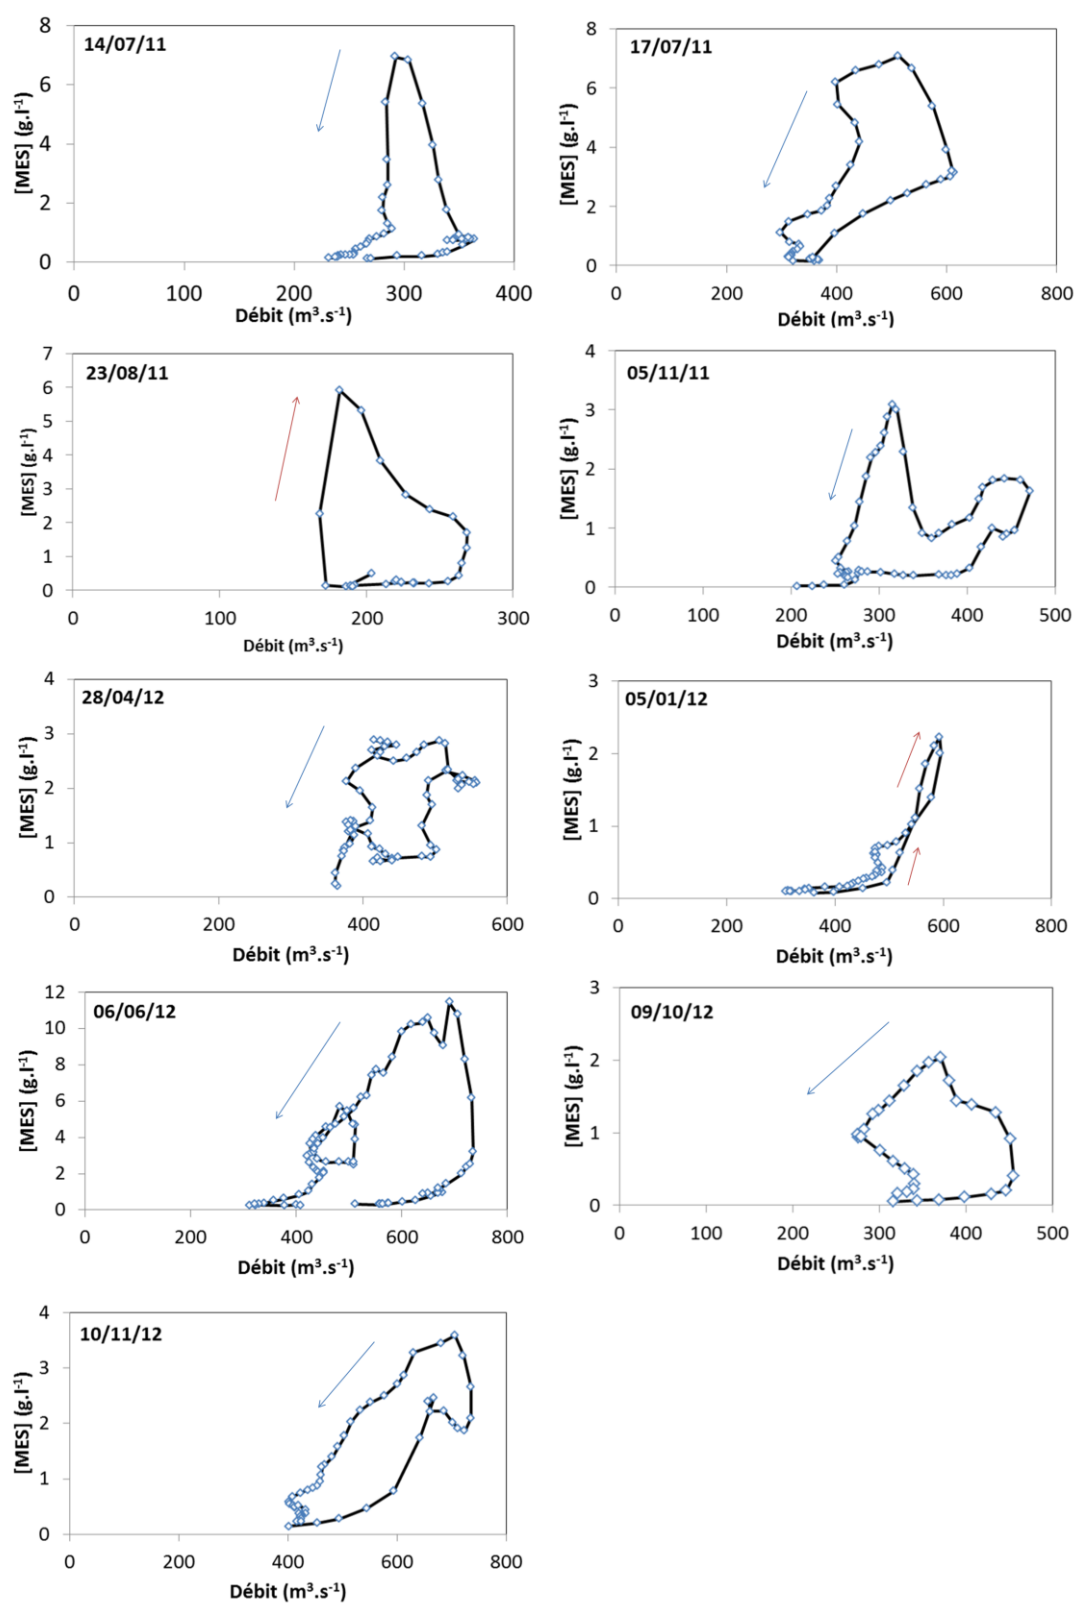 14/07/11
[MES] (g.l⁻¹)
8
6
4
2
0
0 100 200 300 400
Débit (m³.s⁻¹)
17/07/11
[MES] (g.l⁻¹)
8
6
4
2
0
0 200 400 600 800
Débit (m³.s⁻¹)
23/08/11
[MES] (g.l⁻¹)
7
6
5
4
3
2
1
0
0 100 200 300
Débit (m³.s⁻¹)
05/11/11
[MES] (g.l⁻¹)
4
3
2
1
0
0 100 200 300 400 500
Débit (m³.s⁻¹)
28/04/12
[MES] (g.l⁻¹)
4
3
2
1
0
0 200 400 600
Débit (m³.s⁻¹)
05/01/12
[MES] (g.l⁻¹)
3
2
1
0
0 200 400 600 800
Débit (m³.s⁻¹)
06/06/12
[MES] (g.l⁻¹)
12
10
8
6
4
2
0
0 200 400 600 800
Débit (m³.s⁻¹)
09/10/12
[MES] (g.l⁻¹)
3
2
1
0
0 100 200 300 400 500
Débit (m³.s⁻¹)
10/11/12
[MES] (g.l⁻¹)
4
3
2
1
0
0 200 400 600 800
Débit (m³.s⁻¹)